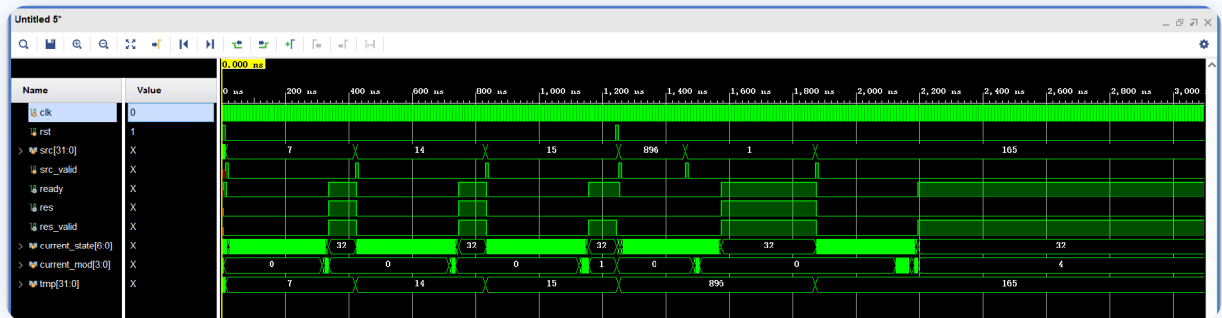 Untitled 5*
0.000 ns
Name Value
0 ns 200 ns 400 ns 600 ns 800 ns 1,000 ns 1,200 ns 1,400 ns 1,600 ns 1,800 ns 2,000 ns 2,200 ns 2,400 ns 2,600 ns 2,800 ns 3,000
clk 0
rst 1
src[31:0] X 7 14 15 896 1 165
src_valid X
ready X
res X
res_valid X
current_state[6:0] X 32 32 32 32 32
current_mod[3:0] X 0 0 0 1 0 0 4
tmp[31:0] X 7 14 15 896 165